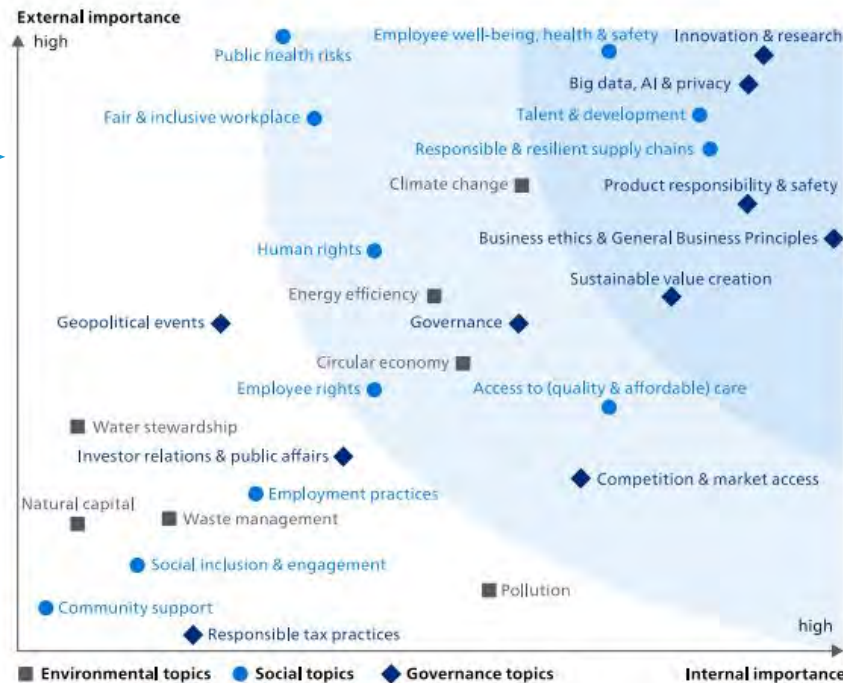 External importance
high
Public health risks
Employee well-being, health & safety
Innovation & research
Big data, AI & privacy
Fair & inclusive workplace
Talent & development
Responsible & resilient supply chains
Climate change
Product responsibility & safety
Human rights
Business ethics & General Business Principles
Energy efficiency
Sustainable value creation
Geopolitical events
Governance
Circular economy
Employee rights
Access to (quality & affordable) care
Water stewardship
Investor relations & public affairs
Competition & market access
Employment practices
Natural capital
Waste management
Social inclusion & engagement
Pollution
Community support
high
Responsible tax practices
Environmental topics
Social topics
Governance topics
Internal importance